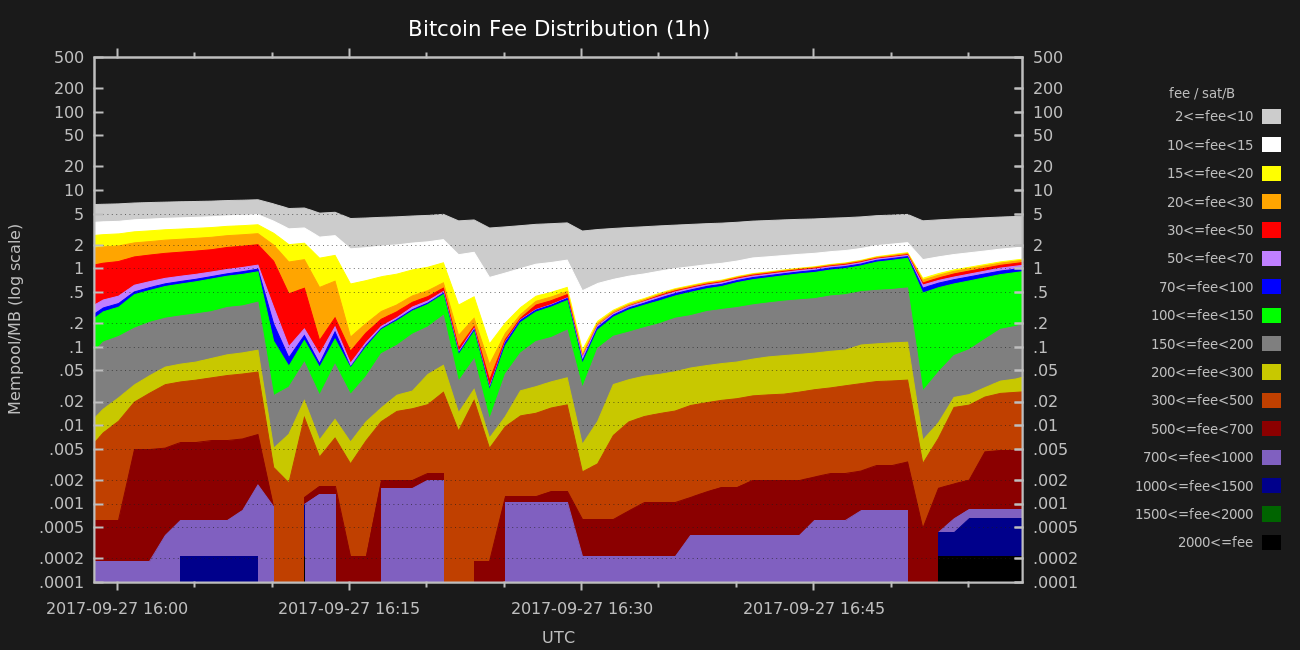 Bitcoin Fee Distribution (1h)
500 500
200 200
100 100
50 50
20 20
10 10
5 5
2 2
1 1
.5 .5
.2 .2
.1 .1
.05 .05
.02 .02
.01 .01
.005 .005
.002 .002
.001 .001
.0005 .0005
.0002 .0002
.0001 .0001
Mempool/MB (log scale)
2017-09-27 16:00 2017-09-27 16:15 2017-09-27 16:30 2017-09-27 16:45
UTC
fee / sat/B
2<=fee<10
10<=fee<15
15<=fee<20
20<=fee<30
30<=fee<50
50<=fee<70
70<=fee<100
100<=fee<150
150<=fee<200
200<=fee<300
300<=fee<500
500<=fee<700
700<=fee<1000
1000<=fee<1500
1500<=fee<2000
2000<=fee